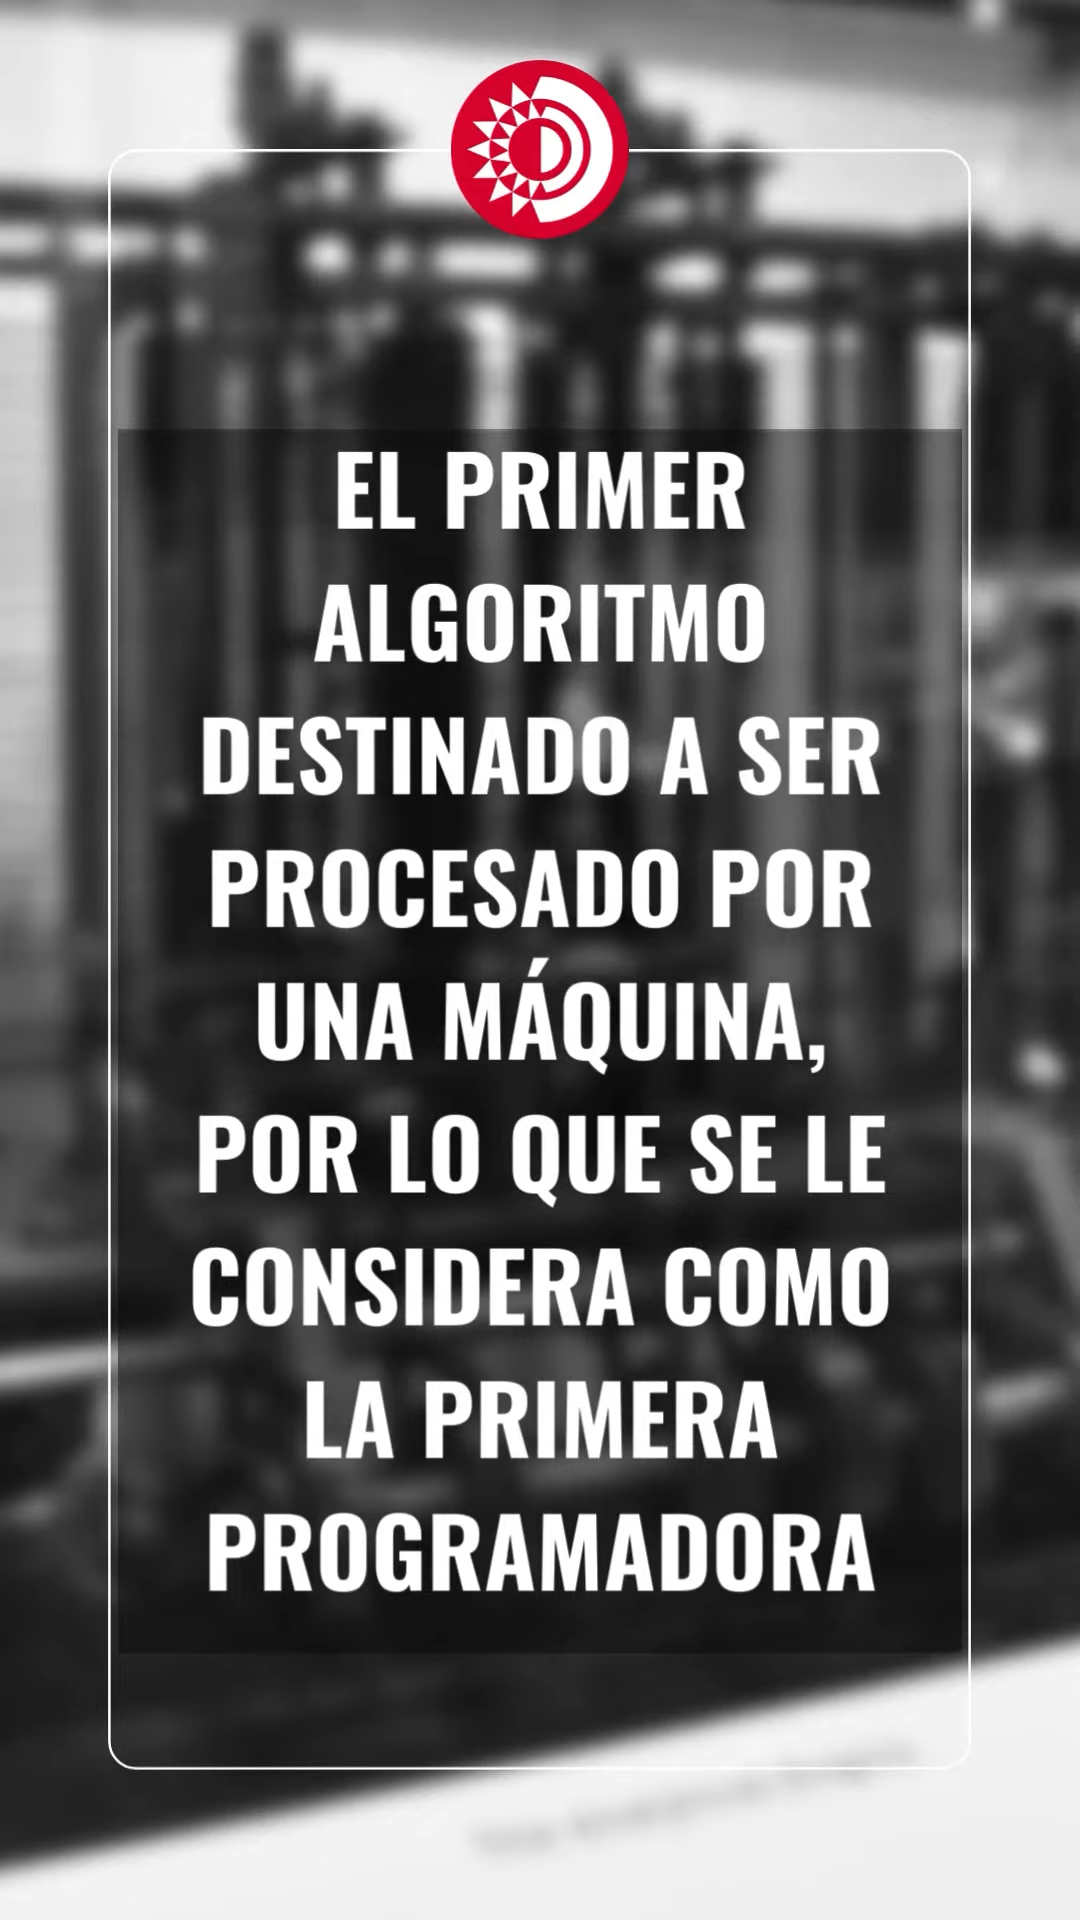 EL PRIMER
ALGORITMO
DESTINADO A SER
PROCESADO POR
UNA MÁQUINA,
POR LO QUE SE LE
CONSIDERA COMO
LA PRIMERA
PROGRAMADORA